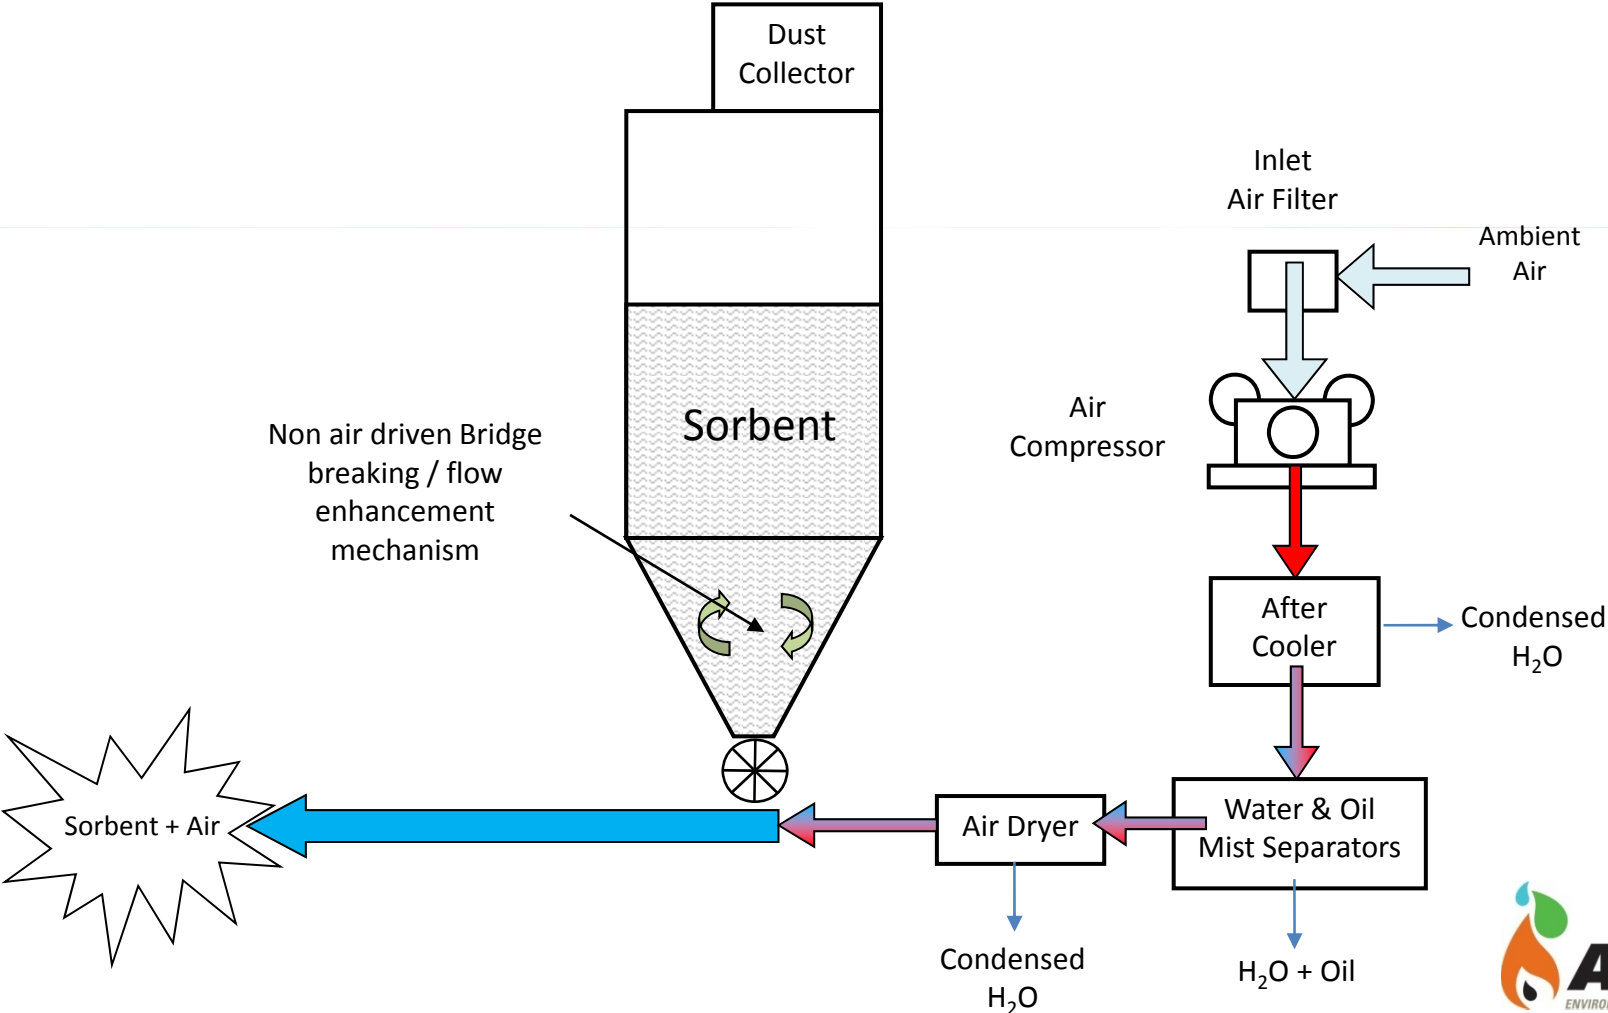 Dust
Collector
Inlet
Air Filter
Ambient
Air
Air
Compressor
Sorbent
Non air driven Bridge
breaking / flow
enhancement
mechanism
After
Cooler
Condensed
H₂O
Water & Oil
Mist Separators
Air Dryer
Sorbent + Air
Condensed
H₂O
H₂O + Oil